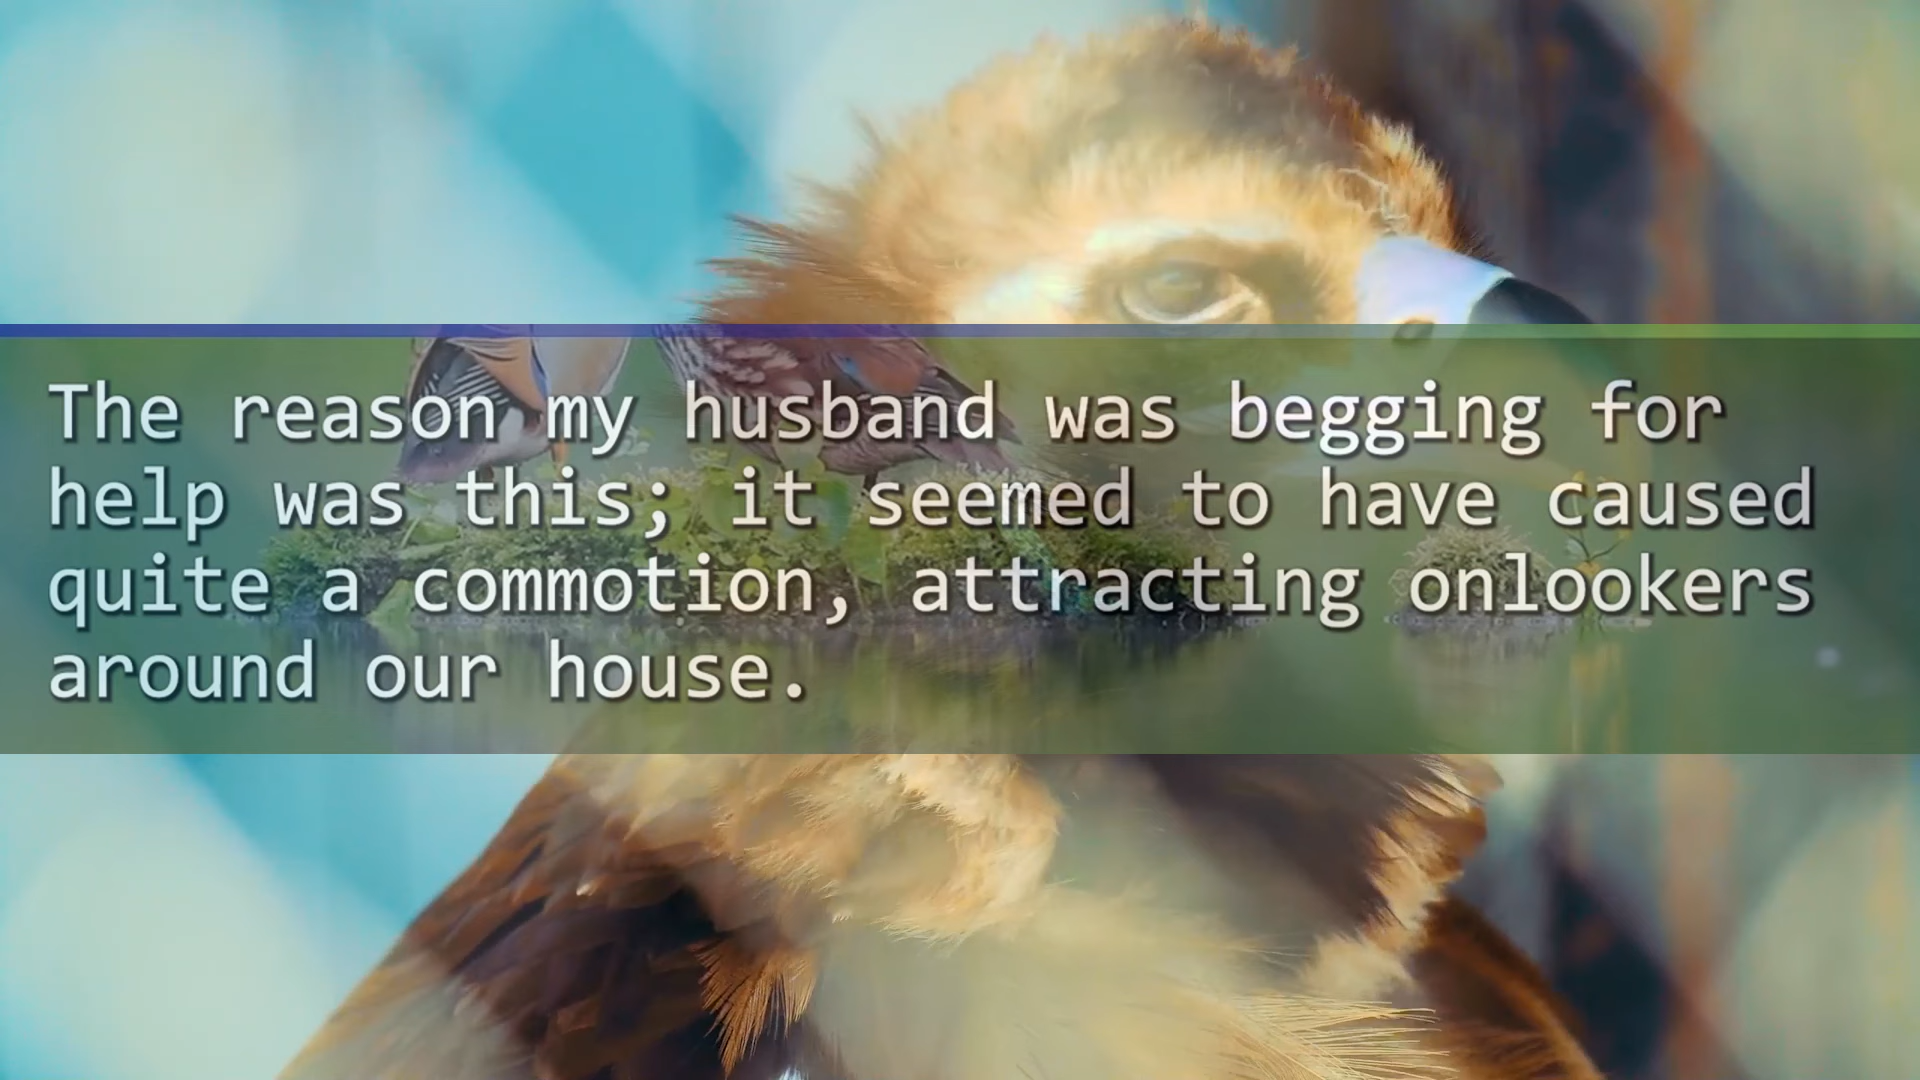 The reason my husband was begging for
help was this; it seemed to have caused
quite a commotion, attracting onlookers
around our house.